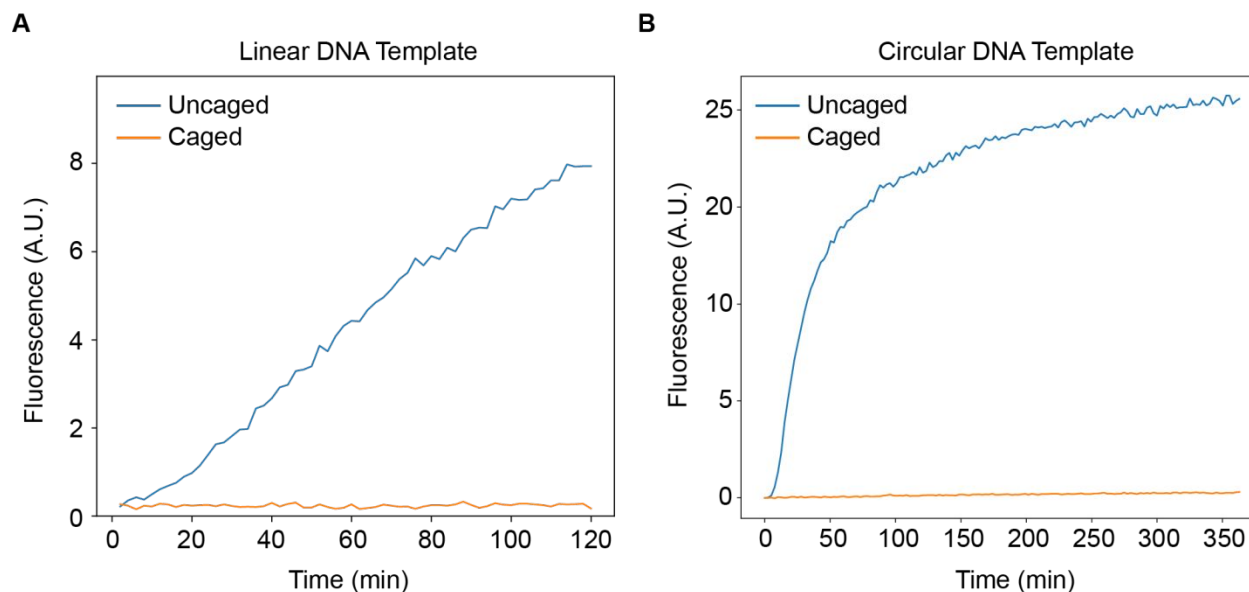 A
Linear DNA Template
Uncaged
Caged
8
6
4
2
0
Fluorescence (A.U.)
0 20 40 60 80 100 120
Time (min)
B
Circular DNA Template
Uncaged
Caged
25
20
10
5
0
Fluorescence (A.U.)
0 50 100 150 200 250 300 350
Time (min)